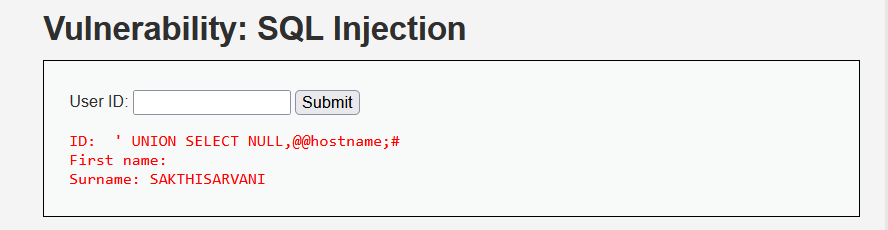 Vulnerability: SQL Injection
User ID: Submit
ID:  ' UNION SELECT NULL,@@hostname;#
First name:
Surname: SAKTHISARVANI